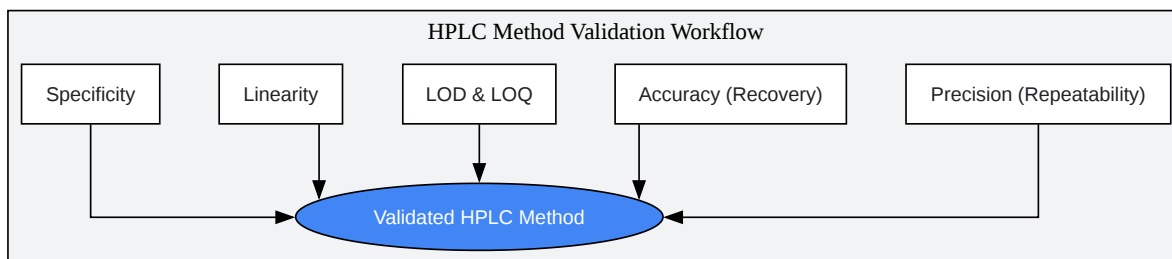 HPLC Method Validation Workflow
Specificity
Linearity
LOD & LOQ
Accuracy (Recovery)
Precision (Repeatability)
Validated HPLC Method